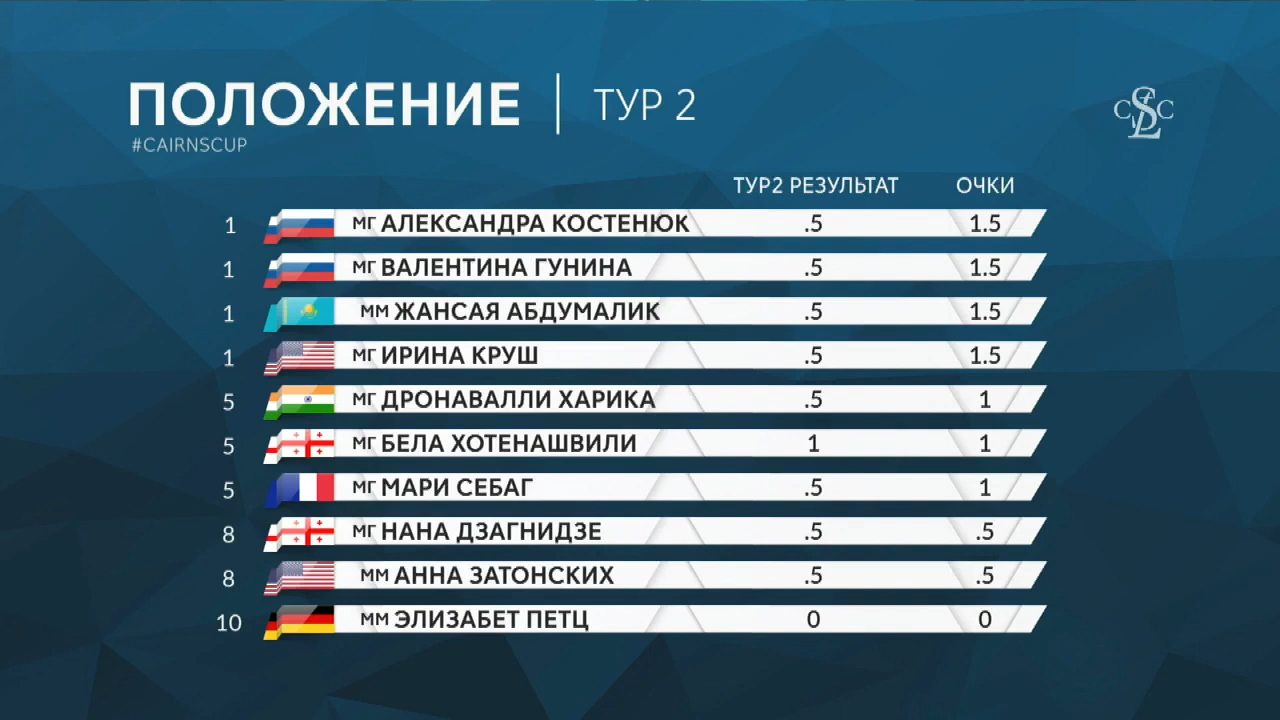 ПОЛОЖЕНИЕ | ТУР 2
#CAIRNSCUP
CSLC
ТУР2 РЕЗУЛЬТАТ ОЧКИ
1 МГ АЛЕКСАНДРА КОСТЕНЮК .5 1.5
1 МГ ВАЛЕНТИНА ГУНИНА .5 1.5
1 ММ ЖАНСАЯ АБДУМАЛИК .5 1.5
1 МГ ИРИНА КРУШ .5 1.5
5 МГ ДРОНАВАЛЛИ ХАРИКА .5 1
5 МГ БЕЛА ХОТЕНАШВИЛИ 1 1
5 МГ МАРИ СЕБАГ .5 1
8 МГ НАНА ДЗАГНИДЗЕ .5 .5
8 ММ АННА ЗАТОНСКИХ .5 .5
10 ММ ЭЛИЗАБЕТ ПЕТЦ 0 0